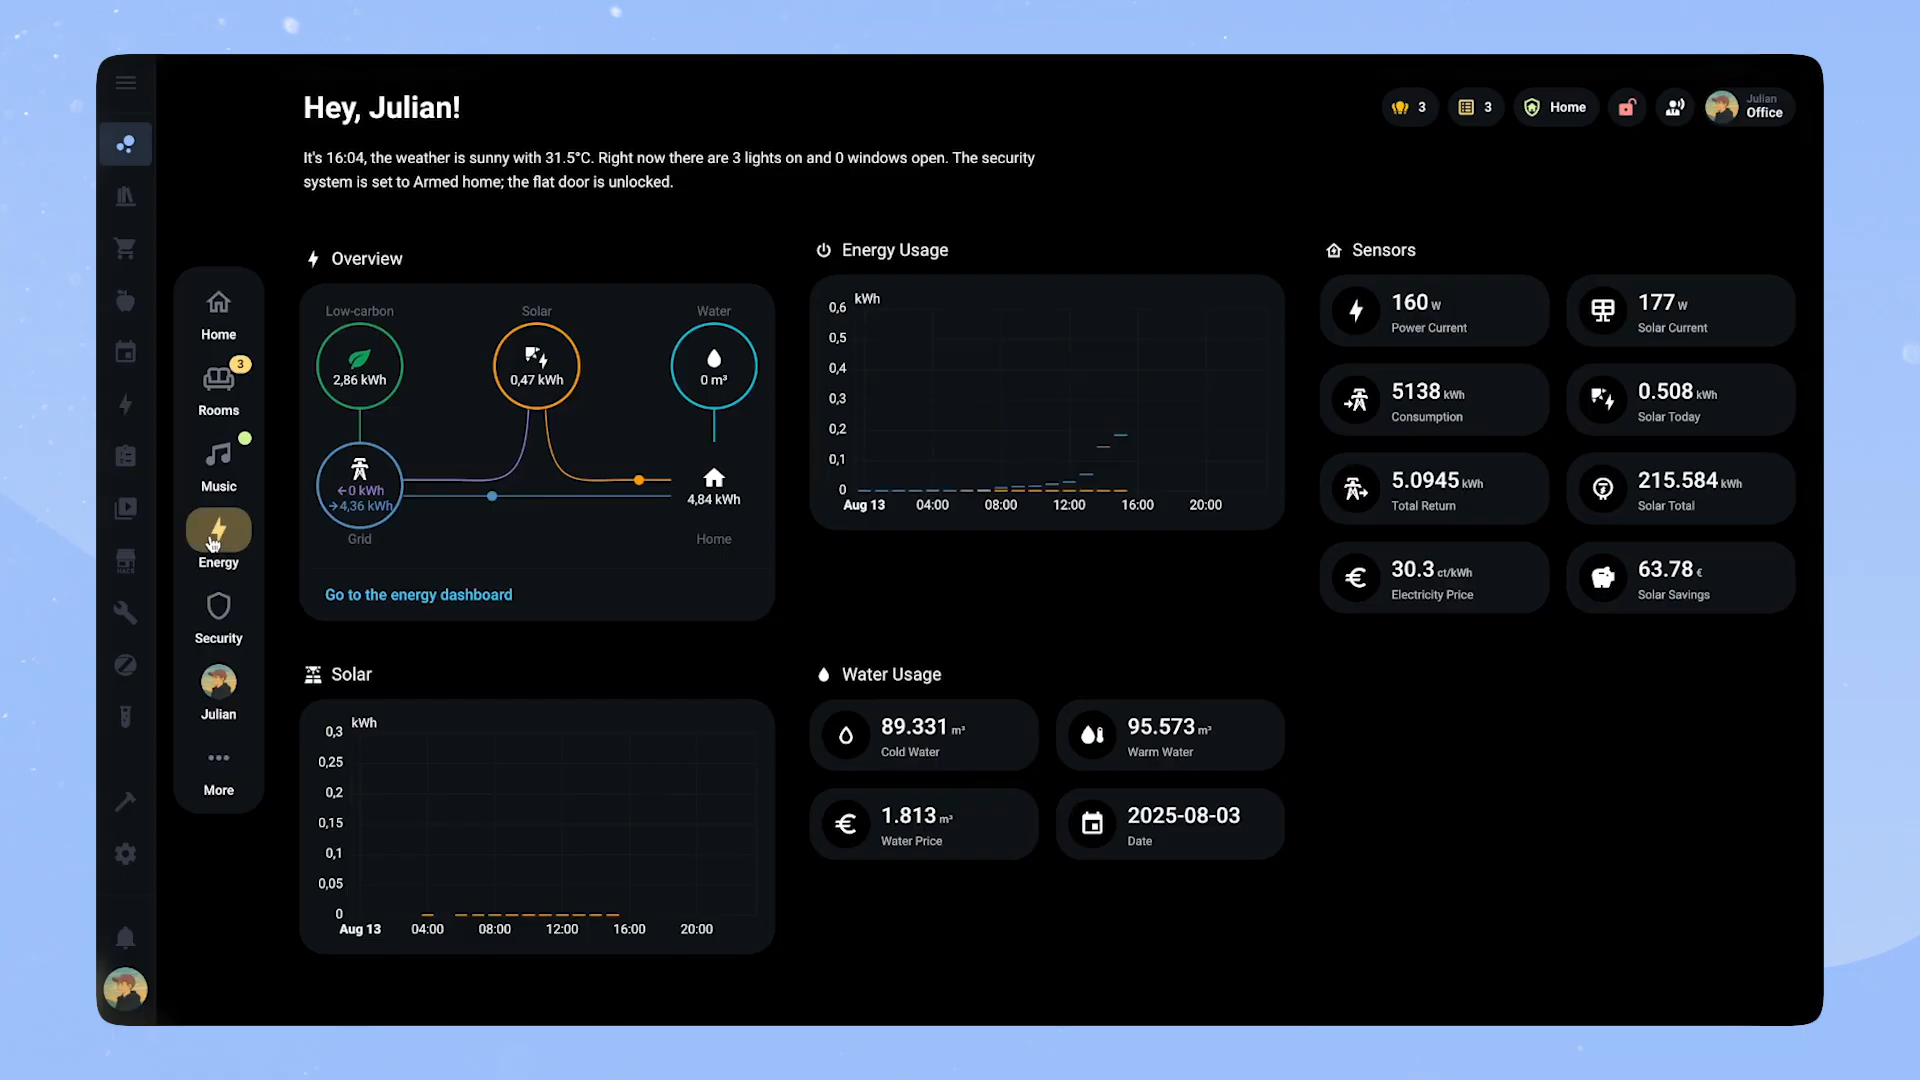 Hey, Julian!
It's 16:04, the weather is sunny with 31.5°C. Right now there are 3 lights on and 0 windows open. The security
system is set to Armed home; the flat door is unlocked.
3
3
Home
Julian
Office
HACS
Home
3
Rooms
Music
Energy
Security
Julian
More
Overview
Low-carbon
Solar
Water
2,86 kWh
0,47 kWh
0 m³
←0 kWh
→4,36 kWh
4,84 kWh
Grid
Home
Go to the energy dashboard
Energy Usage
kWh
0,6
0,5
0,4
0,3
0,2
0,1
0
Aug 13
04:00
08:00
12:00
16:00
20:00
Sensors
160 W
Power Current
177 W
Solar Current
5138 kWh
Consumption
0.508 kWh
Solar Today
5.0945 kWh
Total Return
215.584 kWh
Solar Total
30.3 ct/kWh
Electricity Price
63.78 €
Solar Savings
Solar
kWh
0,3
0,25
0,2
0,15
0,1
0,05
0
Aug 13
04:00
08:00
12:00
16:00
20:00
Water Usage
89.331 m³
Cold Water
95.573 m³
Warm Water
1.813 m³
Water Price
2025-08-03
Date